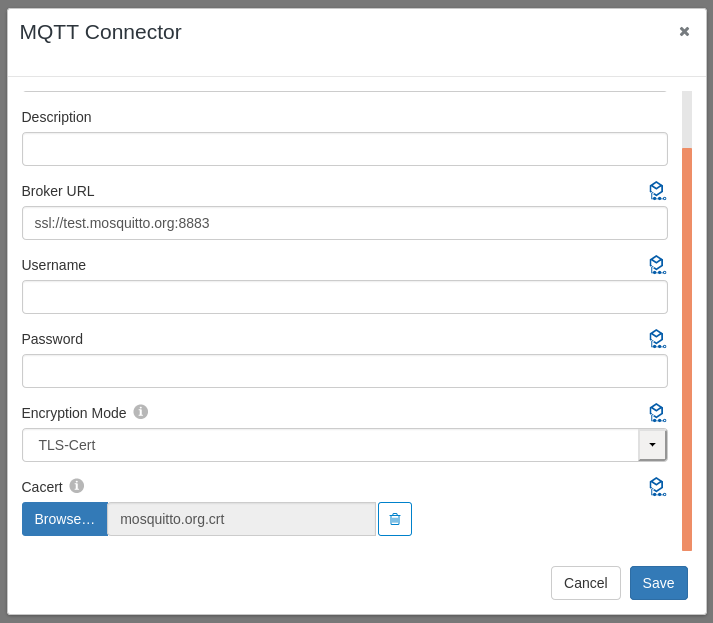 MQTT Connector
Description
Broker URL
ssl://test.mosquitto.org:8883
Username
Password
Encryption Mode
TLS-Cert
Cacert
Browse… mosquitto.org.crt
Cancel Save